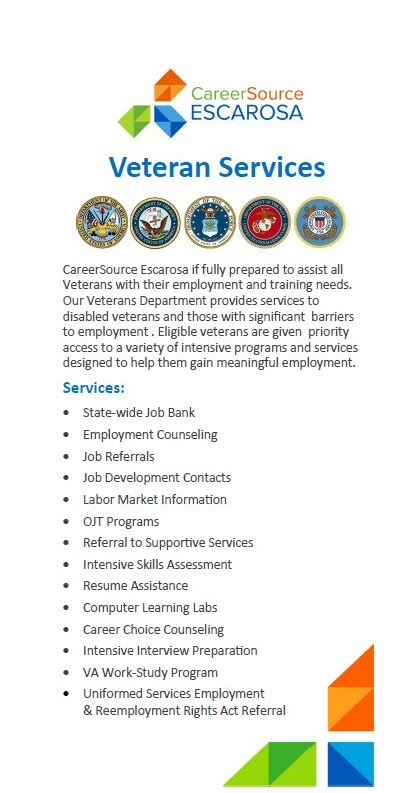 CareerSource
ESCAROSA
Veteran Services
CareerSource Escarosa if fully prepared to assist all
Veterans with their employment and training needs.
Our Veterans Department provides services to
disabled veterans and those with significant barriers
to employment . Eligible veterans are given priority
access to a variety of intensive programs and services
designed to help them gain meaningful employment.
Services:
• State-wide Job Bank
• Employment Counseling
• Job Referrals
• Job Development Contacts
• Labor Market Information
• OJT Programs
• Referral to Supportive Services
• Intensive Skills Assessment
• Resume Assistance
• Computer Learning Labs
• Career Choice Counseling
• Intensive Interview Preparation
• VA Work-Study Program
• Uniformed Services Employment
& Reemployment Rights Act Referral